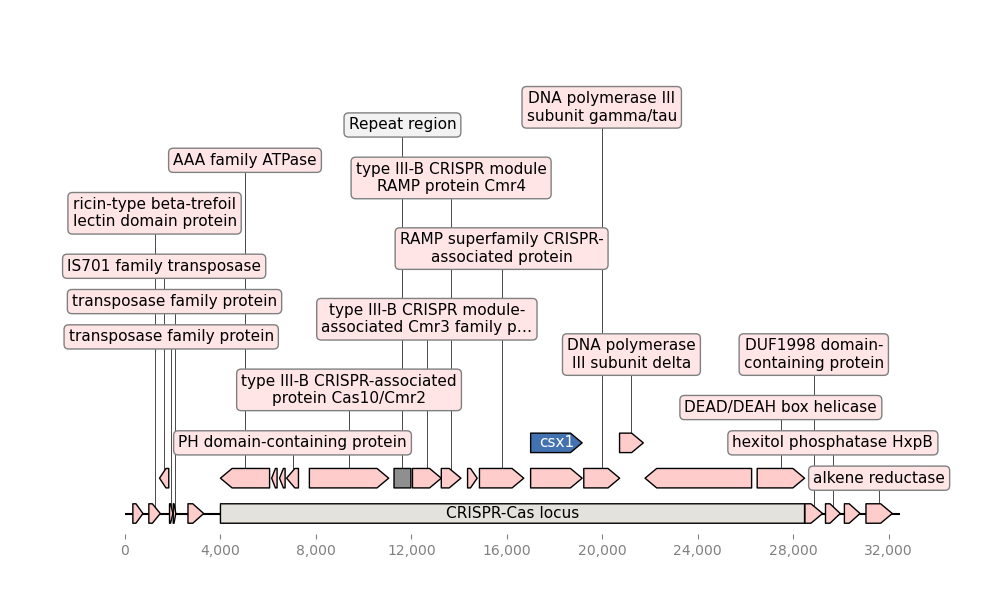 DNA polymerase III
subunit gamma/tau
Repeat region
AAA family ATPase
type III-B CRISPR module
RAMP protein Cmr4
ricin-type beta-trefoil
lectin domain protein
RAMP superfamily CRISPR-
associated protein
IS701 family transposase
transposase family protein
type III-B CRISPR module-
associated Cmr3 family p...
transposase family protein
DNA polymerase
III subunit delta
DUF1998 domain-
containing protein
type III-B CRISPR-associated
protein Cas10/Cmr2
DEAD/DEAH box helicase
PH domain-containing protein
csx1
hexitol phosphatase HxpB
alkene reductase
CRISPR-Cas locus
0 4,000 8,000 12,000 16,000 20,000 24,000 28,000 32,000